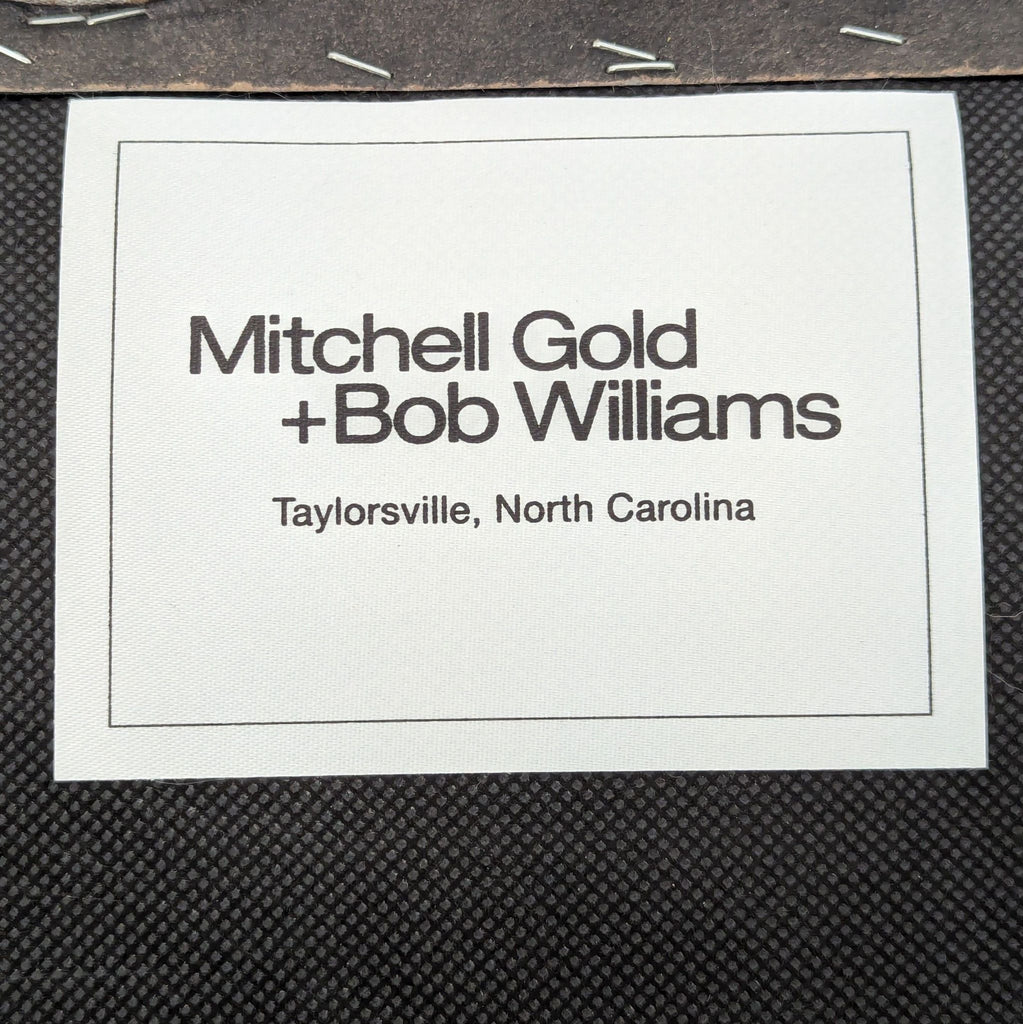 Mitchell Gold
+Bob Williams
Taylorsville, North Carolina